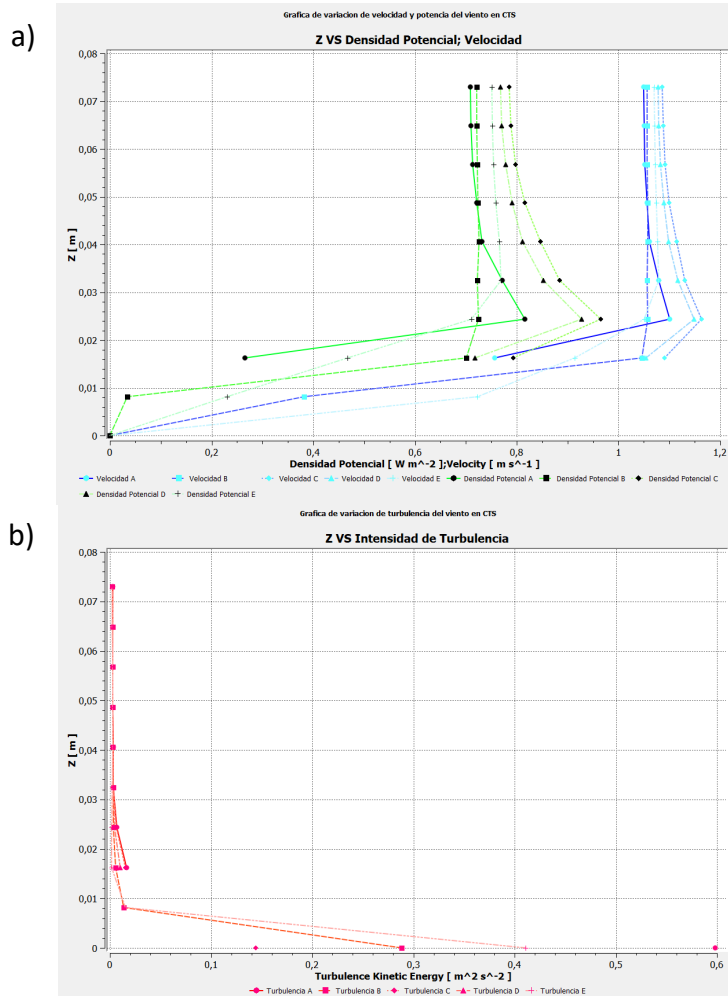 a)
Grafica de variacion de velocidad y potencia del viento en CTS
Z VS Densidad Potencial; Velocidad
0,08
0,07
0,06
0,05
0,04
0,03
0,02
0,01
0
Z [ m ]
0 0,2 0,4 0,6 0,8 1 1,2
Densidad Potencial [ W m^-2 ];Velocity [ m s^-1 ]
Velocidad A Velocidad B Velocidad C Velocidad D Velocidad E Densidad Potencial A Densidad Potencial B Densidad Potencial C
Densidad Potencial D Densidad Potencial E
b)
Grafica de variacion de turbulencia del viento en CTS
Z VS Intensidad de Turbulencia
0,08
0,07
0,06
0,05
0,04
0,03
0,02
0,01
0
Z [ m ]
0 0,1 0,2 0,3 0,4 0,5 0,6
Turbulence Kinetic Energy [ m^2 s^-2 ]
Turbulencia A Turbulencia B Turbulencia C Turbulencia D Turbulencia E